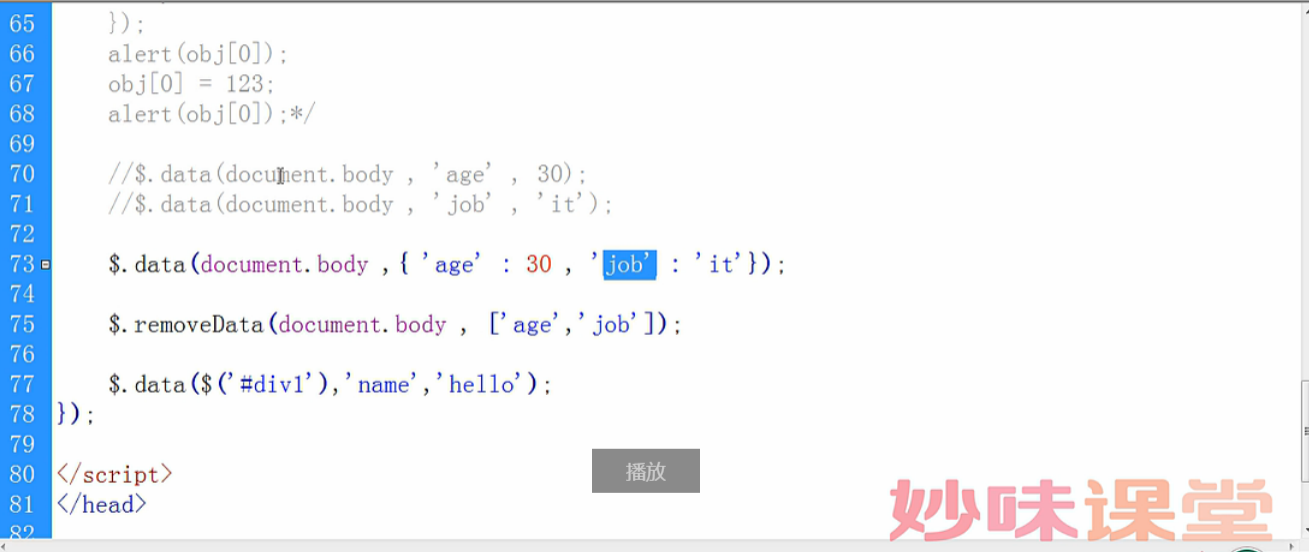 65 });
66 alert(obj[0]);
67 obj[0] = 123;
68 alert(obj[0]);*/
69
70 //$.data(document.body , 'age' , 30);
71 //$.data(document.body , 'job' , 'it');
72
73 $.data(document.body ,{ 'age' : 30 , 'job' : 'it'});
74
75 $.removeData(document.body , ['age','job']);
76
77 $.data($('#div1'),'name','hello');
78 });
79
80 </script>
81 </head>
82
播放
妙味课堂